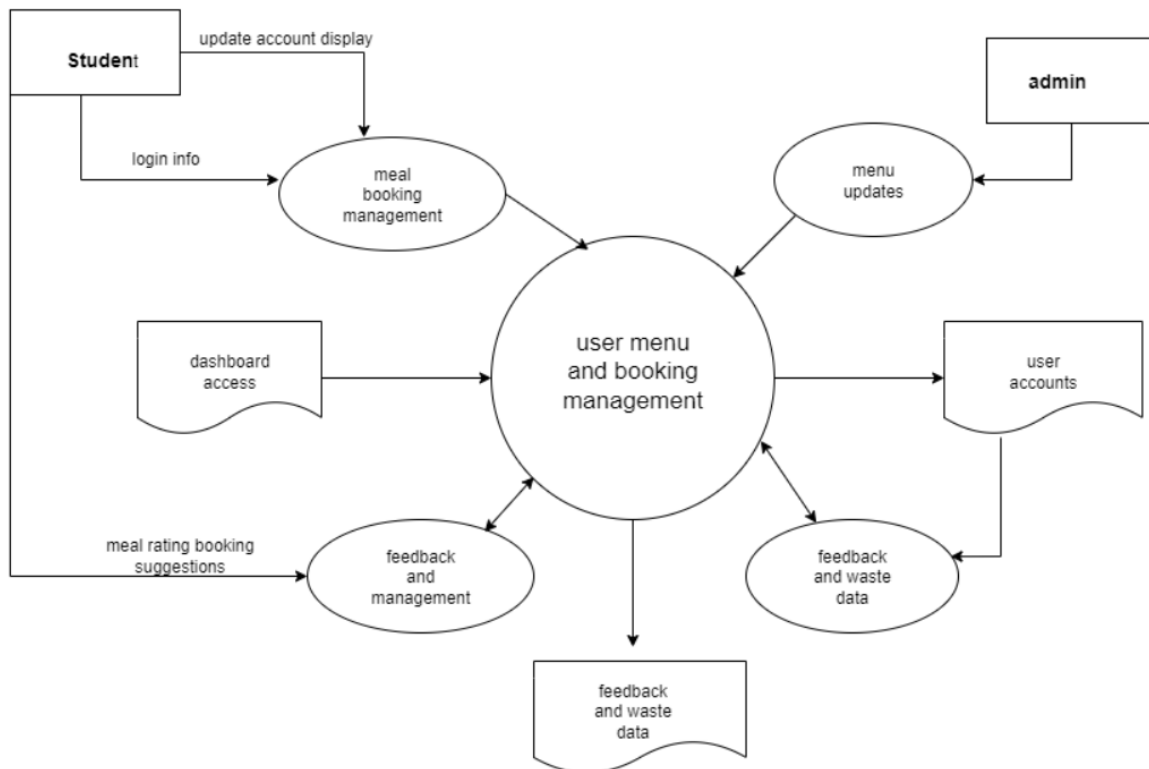 update account display
Student
admin
login info
meal
booking
management
menu
updates
user menu
and booking
management
dashboard
access
user
accounts
meal rating booking
suggestions
feedback
and
management
feedback
and waste
data
feedback
and waste
data